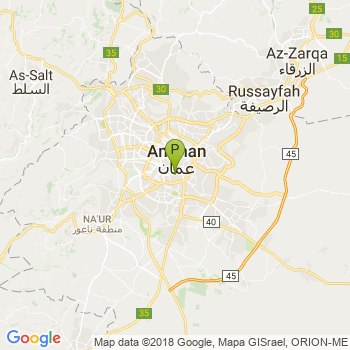 25
35
15
Az-Zarqa
الزرقاء
As-Salt
السلط
30
Russayfah
الرصيفة
P
Amman
عمان
45
NA'UR
منطقة ناعور
40
45
35
Google
Map data ©2018 Google, Mapa GISrael, ORION-ME